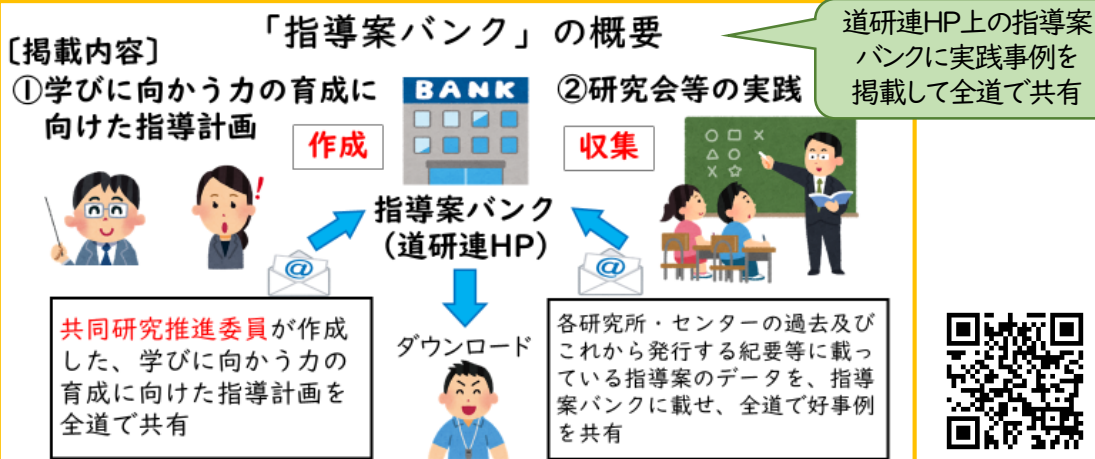 「指導案バンク」の概要
道研連HP上の指導案
バンクに実践事例を
掲載して全道で共有
〔掲載内容〕
①学びに向かう力の育成に
向けた指導計画
作成
BANK
②研究会等の実践
収集
指導案バンク
(道研連HP)
共同研究推進委員が作成
した、学びに向かう力の
育成に向けた指導計画を
全道で共有
ダウンロード
各研究所・センターの過去及び
これから発行する紀要等に載っ
ている指導案のデータを、指導
案バンクに載せ、全道で好事例
を共有